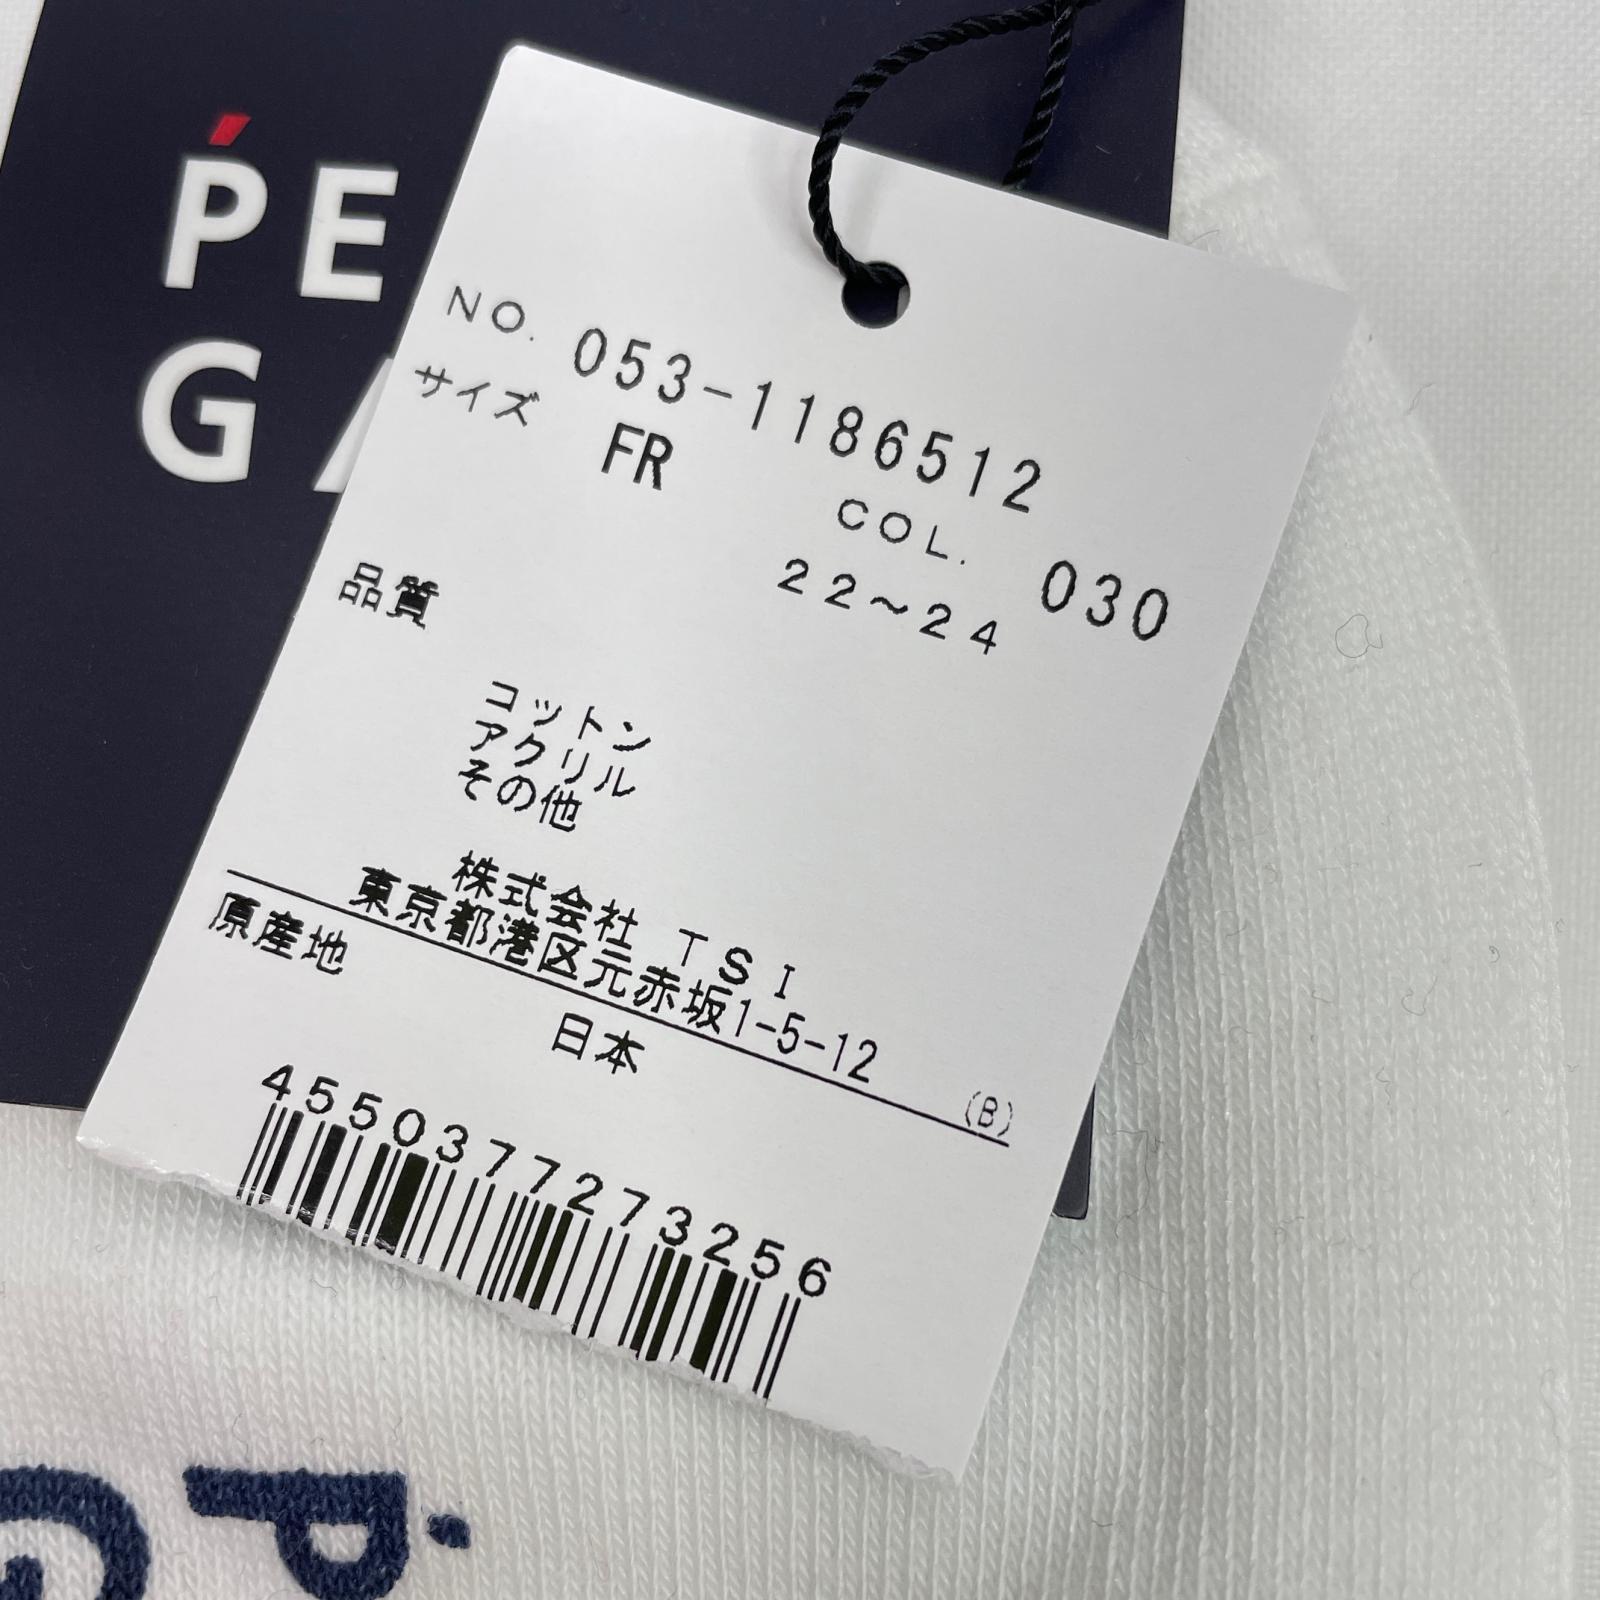 PE
GA
NO. 053-1186512
サイズ FR COL. 030
22〜24
品質
コットン
アクリル
その他
株式会社 TSI
東京都港区元赤坂1-5-12
原産地
日本
(B)
4550377273256
P
G